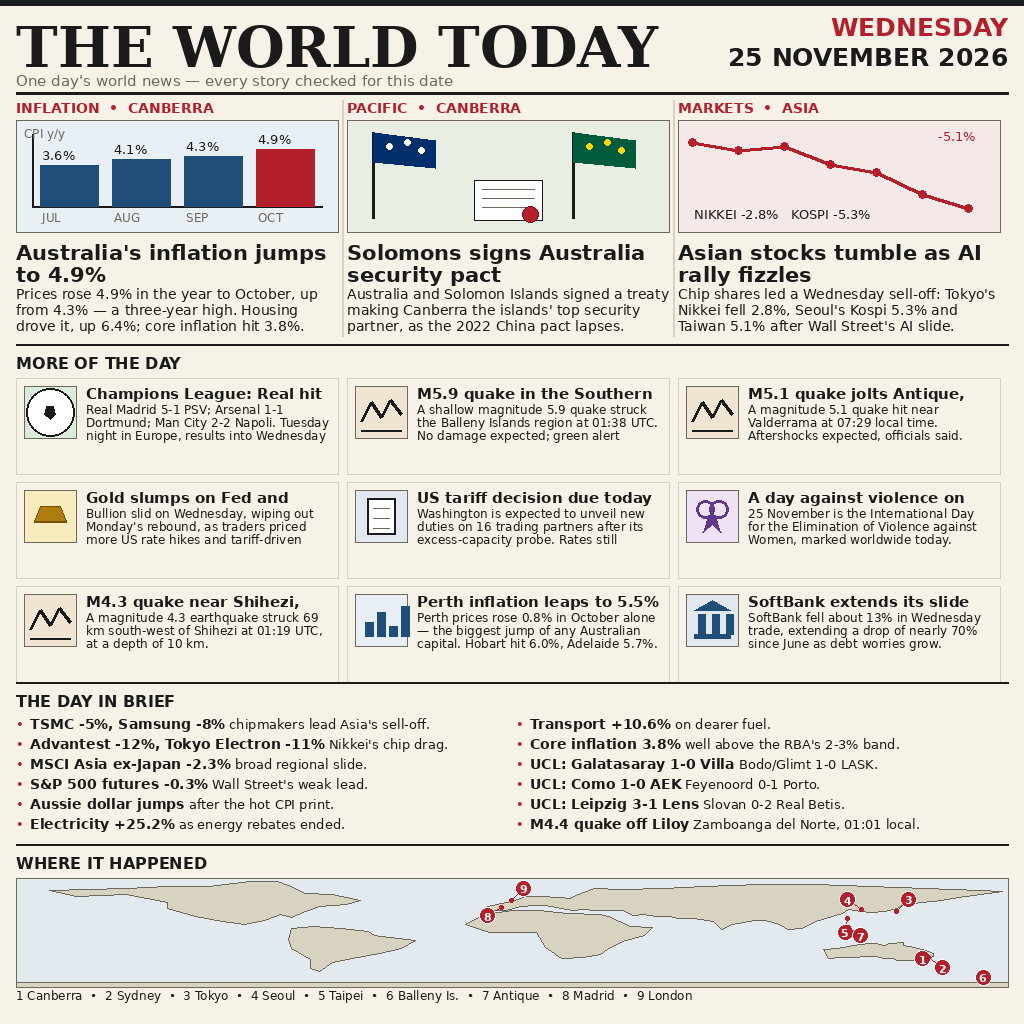 THE WORLD TODAY
WEDNESDAY
25 NOVEMBER 2026
One day's world news — every story checked for this date
INFLATION • CANBERRA
CPI y/y
3.6%
4.1%
4.3%
4.9%
JUL
AUG
SEP
OCT
Australia's inflation jumps
to 4.9%
Prices rose 4.9% in the year to October, up
from 4.3% — a three-year high. Housing
drove it, up 6.4%; core inflation hit 3.8%.
PACIFIC • CANBERRA
Solomons signs Australia
security pact
Australia and Solomon Islands signed a treaty
making Canberra the islands' top security
partner, as the 2022 China pact lapses.
MARKETS • ASIA
-5.1%
NIKKEI -2.8% KOSPI -5.3%
Asian stocks tumble as AI
rally fizzles
Chip shares led a Wednesday sell-off: Tokyo's
Nikkei fell 2.8%, Seoul's Kospi 5.3% and
Taiwan 5.1% after Wall Street's AI slide.
MORE OF THE DAY
Champions League: Real hit
Real Madrid 5-1 PSV; Arsenal 1-1
Dortmund; Man City 2-2 Napoli. Tuesday
night in Europe, results into Wednesday
M5.9 quake in the Southern
A shallow magnitude 5.9 quake struck
the Balleny Islands region at 01:38 UTC.
No damage expected; green alert
M5.1 quake jolts Antique,
A magnitude 5.1 quake hit near
Valderrama at 07:29 local time.
Aftershocks expected, officials said.
Gold slumps on Fed and
Bullion slid on Wednesday, wiping out
Monday's rebound, as traders priced
more US rate hikes and tariff-driven
US tariff decision due today
Washington is expected to unveil new
duties on 16 trading partners after its
excess-capacity probe. Rates still
A day against violence on
25 November is the International Day
for the Elimination of Violence against
Women, marked worldwide today.
M4.3 quake near Shihezi,
A magnitude 4.3 earthquake struck 69
km south-west of Shihezi at 01:19 UTC,
at a depth of 10 km.
Perth inflation leaps to 5.5%
Perth prices rose 0.8% in October alone
— the biggest jump of any Australian
capital. Hobart hit 6.0%, Adelaide 5.7%.
SoftBank extends its slide
SoftBank fell about 13% in Wednesday
trade, extending a drop of nearly 70%
since June as debt worries grow.
THE DAY IN BRIEF
• TSMC -5%, Samsung -8% chipmakers lead Asia's sell-off.
• Advantest -12%, Tokyo Electron -11% Nikkei's chip drag.
• MSCI Asia ex-Japan -2.3% broad regional slide.
• S&P 500 futures -0.3% Wall Street's weak lead.
• Aussie dollar jumps after the hot CPI print.
• Electricity +25.2% as energy rebates ended.
• Transport +10.6% on dearer fuel.
• Core inflation 3.8% well above the RBA's 2-3% band.
• UCL: Galatasaray 1-0 Villa Bodo/Glimt 1-0 LASK.
• UCL: Como 1-0 AEK Feyenoord 0-1 Porto.
• UCL: Leipzig 3-1 Lens Slovan 0-2 Real Betis.
• M4.4 quake off Liloy Zamboanga del Norte, 01:01 local.
WHERE IT HAPPENED
9
8
4
3
5
7
1
2
6
1 Canberra • 2 Sydney • 3 Tokyo • 4 Seoul • 5 Taipei • 6 Balleny Is. • 7 Antique • 8 Madrid • 9 London